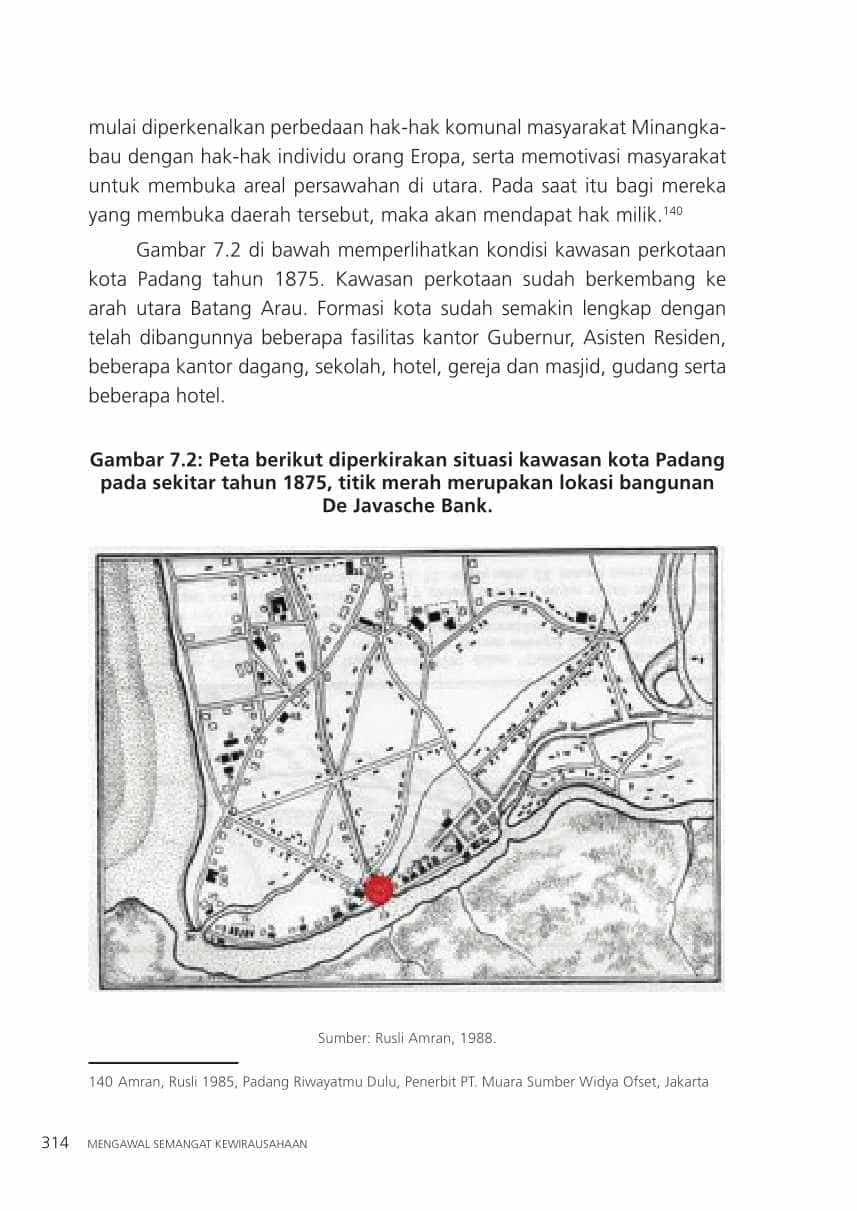 mulai diperkenalkan perbedaan hak-hak komunal masyarakat Minangka-
bau dengan hak-hak individu orang Eropa, serta memotivasi masyarakat
untuk membuka areal persawahan di utara. Pada saat itu bagi mereka
yang membuka daerah tersebut, maka akan mendapat hak milik.140
Gambar 7.2 di bawah memperlihatkan kondisi kawasan perkotaan
kota Padang tahun 1875. Kawasan perkotaan sudah berkembang ke
arah utara Batang Arau. Formasi kota sudah semakin lengkap dengan
telah dibangunnya beberapa fasilitas kantor Gubernur, Asisten Residen,
beberapa kantor dagang, sekolah, hotel, gereja dan masjid, gudang serta
beberapa hotel.
Gambar 7.2: Peta berikut diperkirakan situasi kawasan kota Padang
pada sekitar tahun 1875, titik merah merupakan lokasi bangunan
De Javasche Bank.
Sumber: Rusli Amran, 1988.
140 Amran, Rusli 1985, Padang Riwayatmu Dulu, Penerbit PT. Muara Sumber Widya Ofset, Jakarta
314 MENGAWAL SEMANGAT KEWIRAUSAHAAN